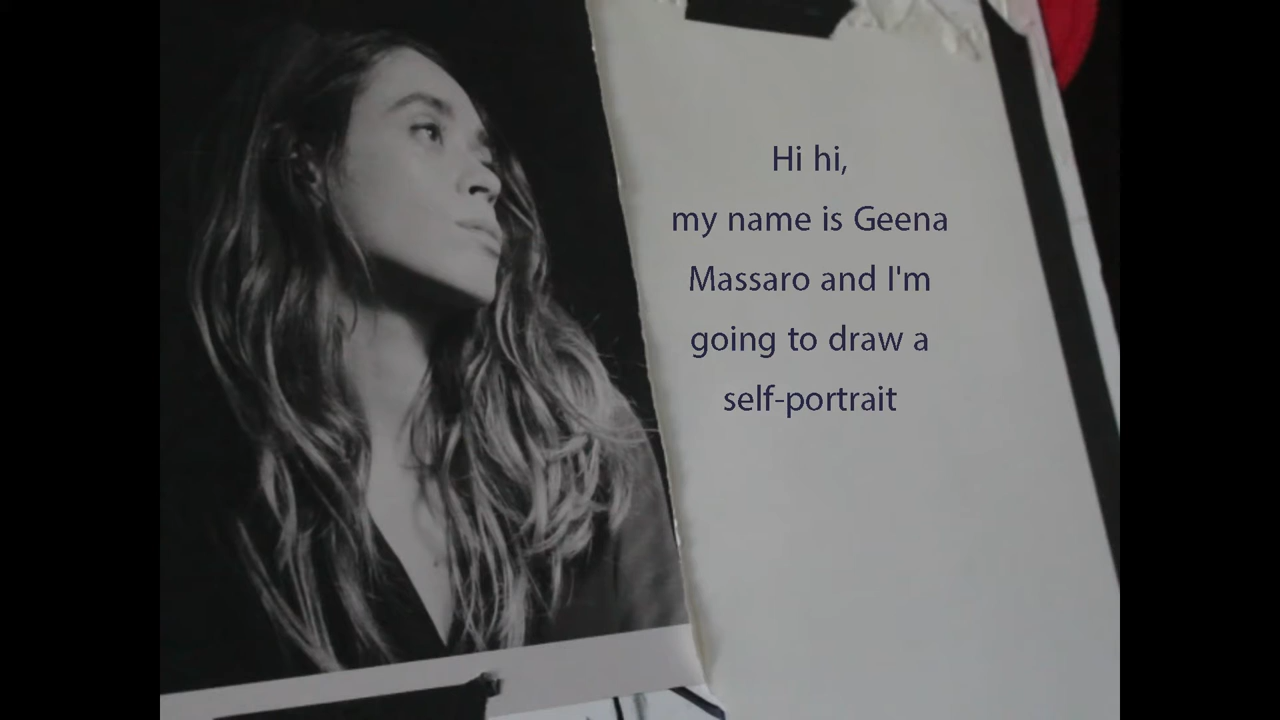 Hi hi,
my name is Geena
Massaro and I'm
going to draw a
self-portrait